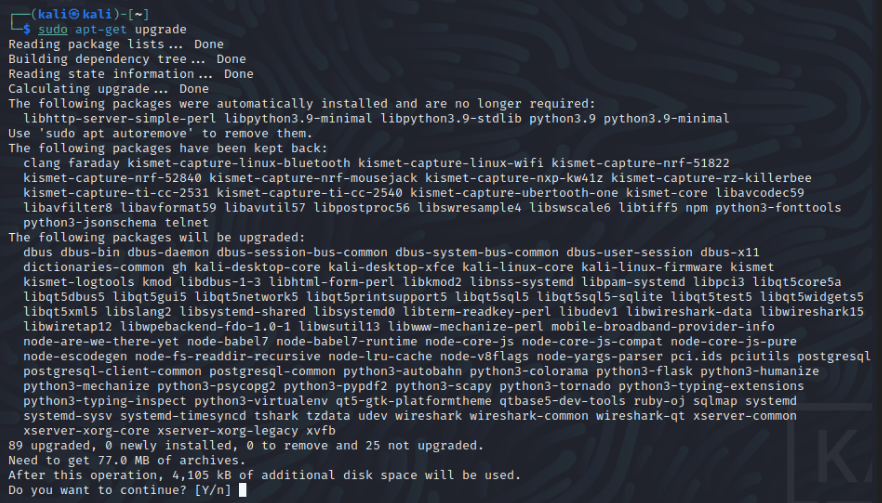 ┌──(kali㉿kali)-[~]
└─$ sudo apt-get upgrade
Reading package lists... Done
Building dependency tree... Done
Reading state information... Done
Calculating upgrade... Done
The following packages were automatically installed and are no longer required:
  libhttp-server-simple-perl libpython3.9-minimal libpython3.9-stdlib python3.9 python3.9-minimal
Use 'sudo apt autoremove' to remove them.
The following packages have been kept back:
  clang faraday kismet-capture-linux-bluetooth kismet-capture-linux-wifi kismet-capture-nrf-51822
  kismet-capture-nrf-52840 kismet-capture-nrf-mousejack kismet-capture-nxp-kw41z kismet-capture-rz-killerbee
  kismet-capture-ti-cc-2531 kismet-capture-ti-cc-2540 kismet-capture-ubertooth-one kismet-core libavcodec59
  libavfilter8 libavformat59 libavutil57 libpostproc56 libswresample4 libswscale6 libtiff5 npm python3-fonttools
  python3-jsonschema telnet
The following packages will be upgraded:
  dbus dbus-bin dbus-daemon dbus-session-bus-common dbus-system-bus-common dbus-user-session dbus-x11
  dictionaries-common gh kali-desktop-core kali-desktop-xfce kali-linux-core kali-linux-firmware kismet
  kismet-logtools kmod libdbus-1-3 libhtml-form-perl libkmod2 libnss-systemd libpam-systemd libpci3 libqt5core5a
  libqt5dbus5 libqt5gui5 libqt5network5 libqt5printsupport5 libqt5sql5 libqt5sql5-sqlite libqt5test5 libqt5widgets5
  libqt5xml5 libslang2 libsystemd-shared libsystemd0 libterm-readkey-perl libudev1 libwireshark-data libwireshark15
  libwiretap12 libwpebackend-fdo-1.0-1 libwsutil13 libwww-mechanize-perl mobile-broadband-provider-info
  node-are-we-there-yet node-babel7 node-babel7-runtime node-core-js node-core-js-compat node-core-js-pure
  node-escodegen node-fs-readdir-recursive node-lru-cache node-v8flags node-yargs-parser pci.ids pciutils postgresql
  postgresql-client-common postgresql-common python3-autobahn python3-colorama python3-flask python3-humanize
  python3-mechanize python3-psycopg2 python3-pypdf2 python3-scapy python3-tornado python3-typing-extensions
  python3-typing-inspect python3-virtualenv qt5-gtk-platformtheme qtbase5-dev-tools ruby-oj sqlmap systemd
  systemd-sysv systemd-timesyncd tshark tzdata udev wireshark wireshark-common wireshark-qt xserver-common
  xserver-xorg-core xserver-xorg-legacy xvfb
89 upgraded, 0 newly installed, 0 to remove and 25 not upgraded.
Need to get 77.0 MB of archives.
After this operation, 4,105 kB of additional disk space will be used.
Do you want to continue? [Y/n]
KA